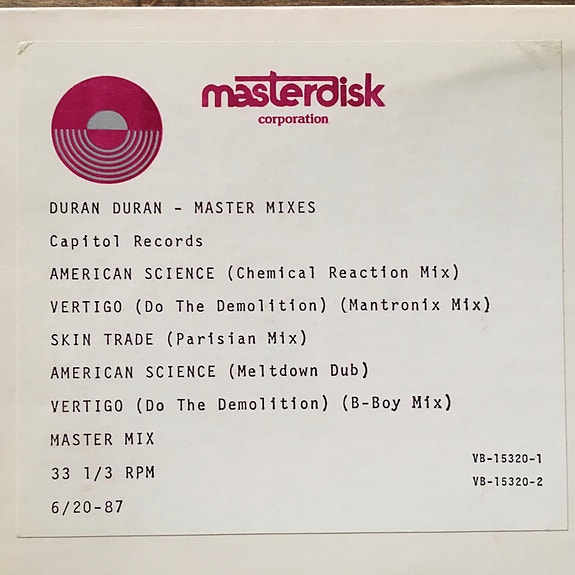 masterdisk
corporation
DURAN DURAN - MASTER MIXES
Capitol Records
AMERICAN SCIENCE (Chemical Reaction Mix)
VERTIGO (Do The Demolition) (Mantronix Mix)
SKIN TRADE (Parisian Mix)
AMERICAN SCIENCE (Meltdown Dub)
VERTIGO (Do The Demolition) (B-Boy Mix)
MASTER MIX
33 1/3 RPM
6/20-87
VB-15320-1
VB-15320-2